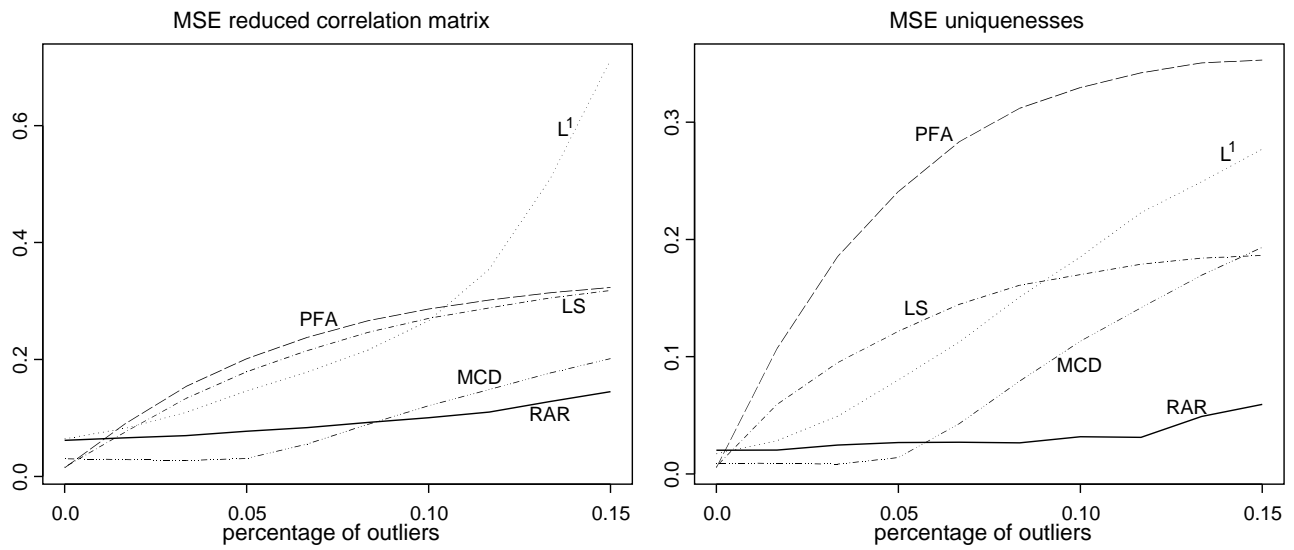 MSE reduced correlation matrix
0.0 0.2 0.4 0.6
L1
PFA
LS
MCD
RAR
0.0 0.05 0.10 0.15
percentage of outliers
MSE uniquenesses
0.0 0.1 0.2 0.3
PFA
L1
LS
MCD
RAR
0.0 0.05 0.10 0.15
percentage of outliers